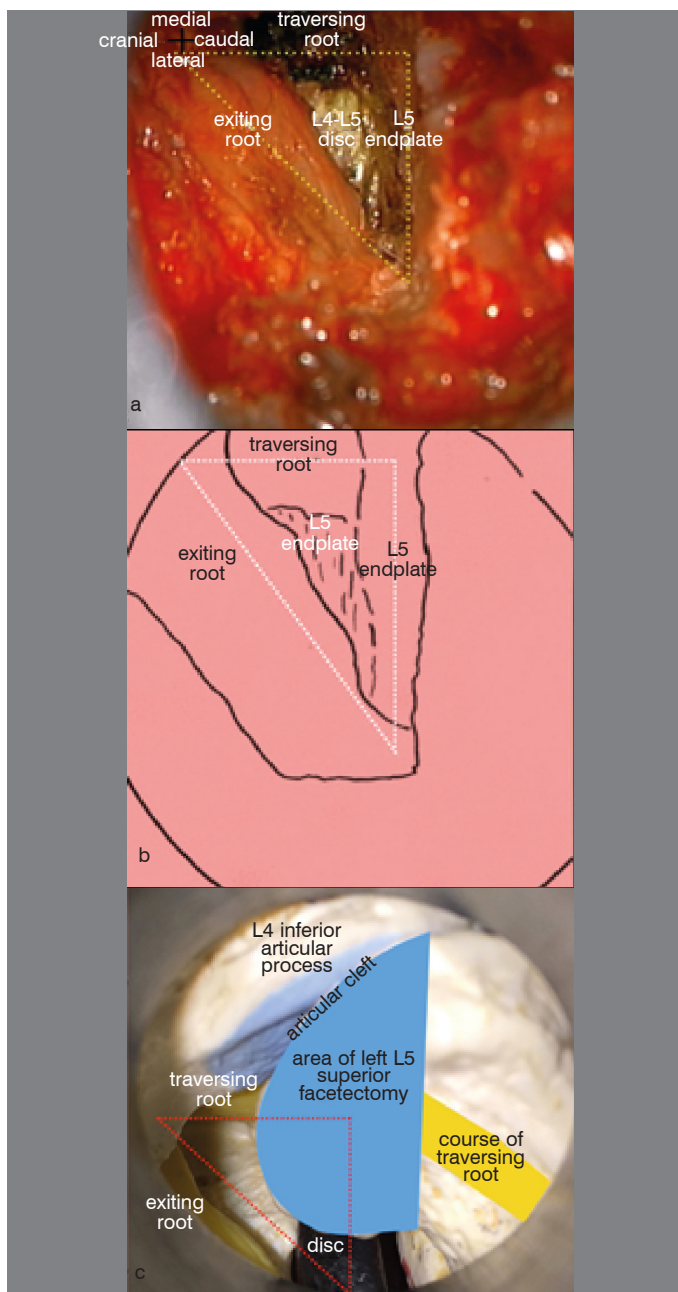 medial
cranial
caudal
lateral
traversing
root
exiting
root
L4-L5
disc
L5
endplate
a
traversing
root
L5
endplate
exiting
root
L5
endplate
b
L4 inferior
articular
process
articular cleft
area of left L5
superior
facetectomy
traversing
root
course of
traversing
root
exiting
root
disc
c